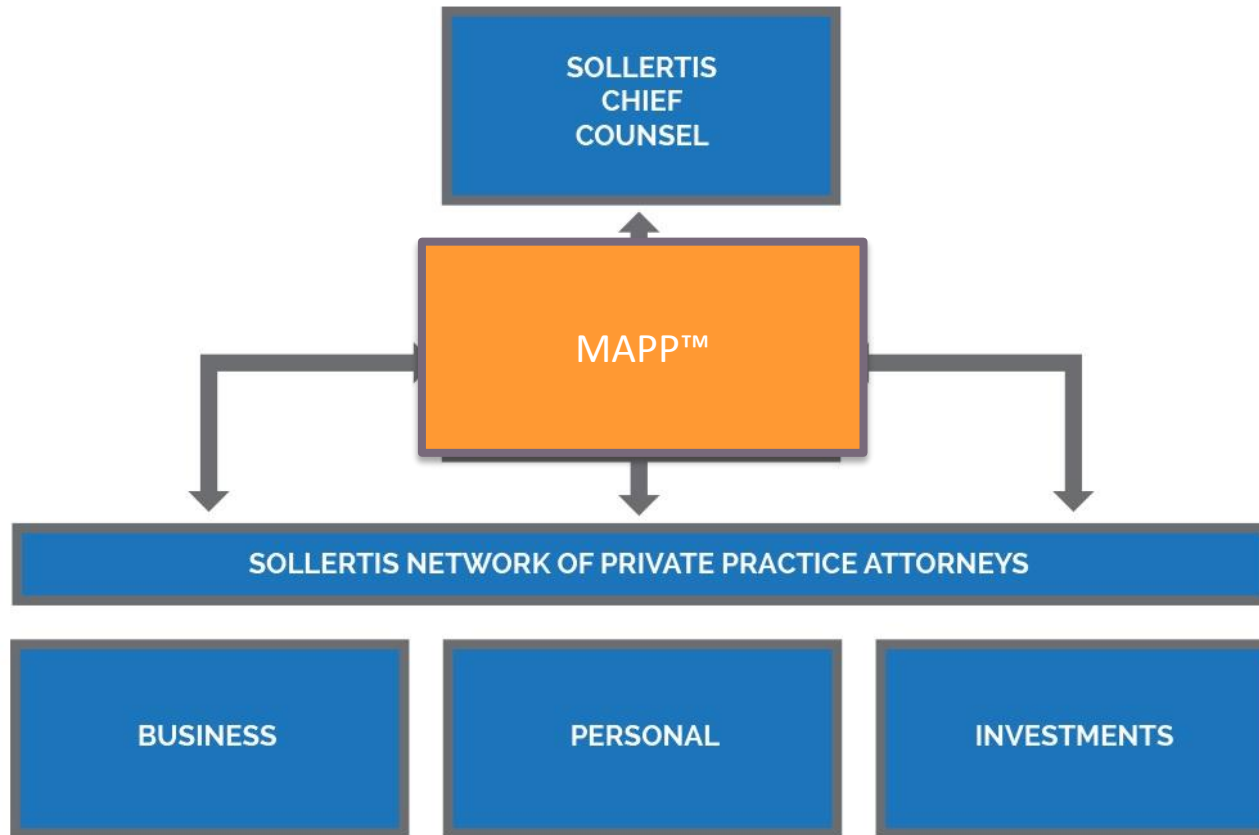 SOLLERTIS
CHIEF
COUNSEL
MAPP™
SOLLERTIS NETWORK OF PRIVATE PRACTICE ATTORNEYS
BUSINESS
PERSONAL
INVESTMENTS